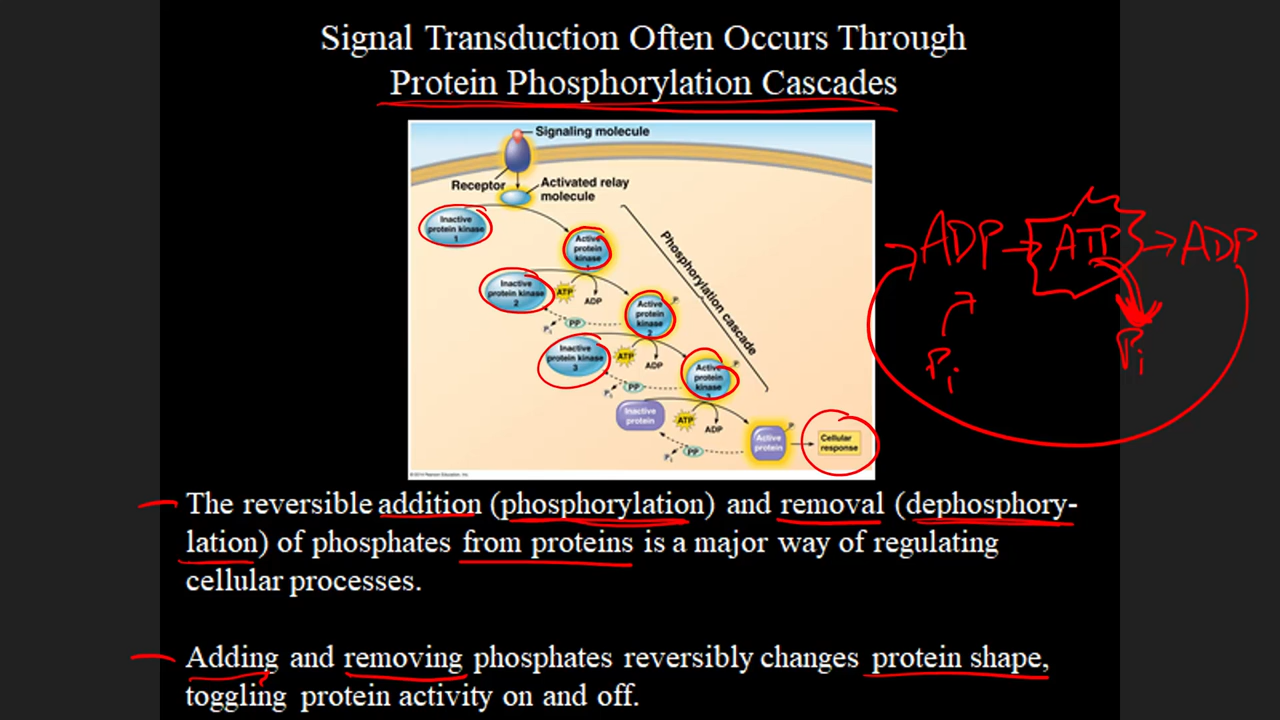 Signal Transduction Often Occurs Through
Protein Phosphorylation Cascades
Signaling molecule
Receptor
Activated relay
molecule
Inactive
protein kinase
1
Active
protein
kinase
Inactive
protein kinase
2
ATP
ADP
Active
protein
kinase
2
P
Pi
PP
Inactive
protein kinase
3
ATP
ADP
Active
protein
kinase
P
Pi
PP
Inactive
protein
ATP
ADP
Active
protein
P
Pi
PP
Cellular
response
Phosphorylation cascade
© 2014 Pearson Education, Inc.
→ ADP → ATP → ADP
Pi
Pi
The reversible addition (phosphorylation) and removal (dephosphory-
lation) of phosphates from proteins is a major way of regulating
cellular processes.
Adding and removing phosphates reversibly changes protein shape,
toggling protein activity on and off.